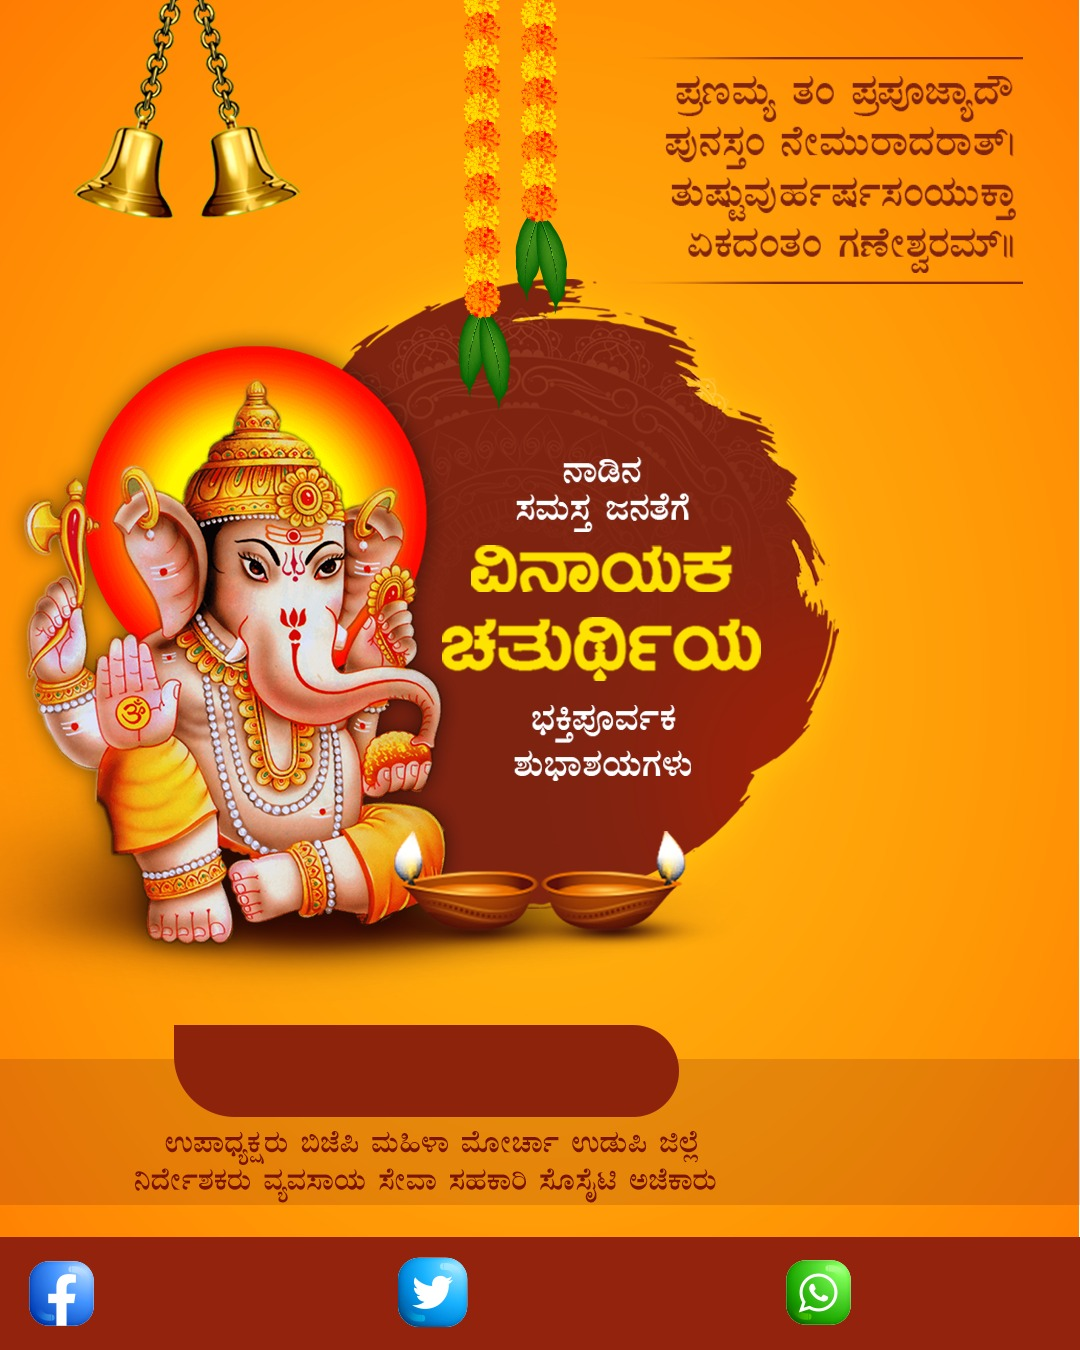 ಪ್ರಣಮ್ಯ ತಂ ಪ್ರಪೂಜ್ಯಾದೌ
ಪುನಸ್ತಂ ನೇಮುರಾದರಾತ್।
ತುಷ್ಟುವುರ್ಹರ್ಷಸಂಯುಕ್ತಾ
ಏಕದಂತಂ ಗಣೇಶ್ವರಮ್॥
ನಾಡಿನ
ಸಮಸ್ತ ಜನತೆಗೆ
ವಿನಾಯಕ
ಚತುರ್ಥಿಯ
ಭಕ್ತಿಪೂರ್ವಕ
ಶುಭಾಶಯಗಳು
ॐ
ಉಪಾಧ್ಯಕ್ಷರು ಬಿಜೆಪಿ ಮಹಿಳಾ ಮೋರ್ಚಾ ಉಡುಪಿ ಜಿಲ್ಲೆ
ನಿರ್ದೇಶಕರು ವ್ಯವಸಾಯ ಸೇವಾ ಸಹಕಾರಿ ಸೊಸೈಟಿ ಅಜೆಕಾರು